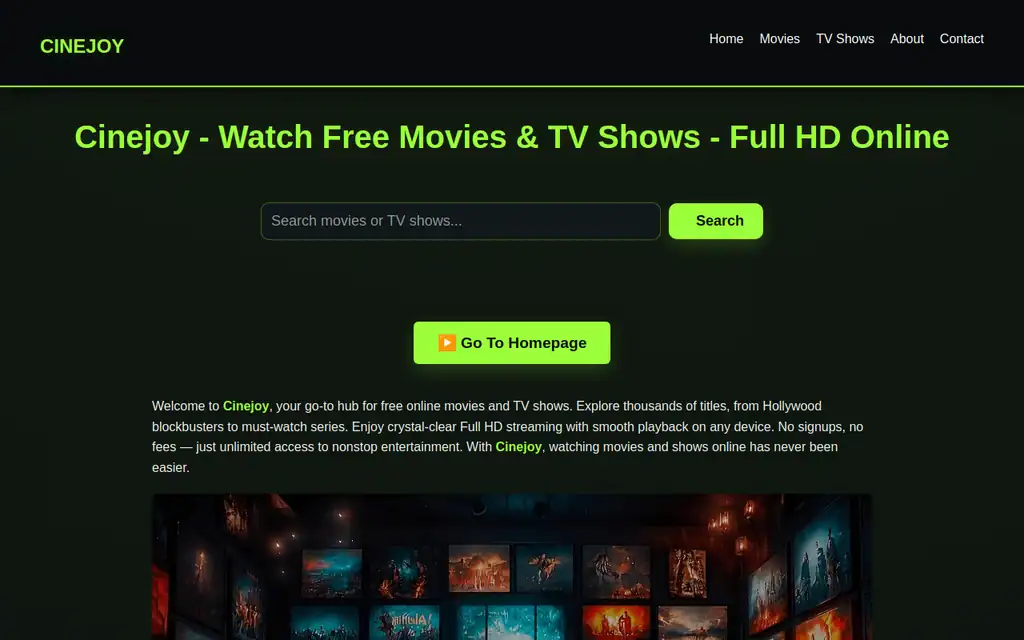 CINEJOY
Home Movies TV Shows About Contact
Cinejoy - Watch Free Movies & TV Shows - Full HD Online
Search movies or TV shows...
Search
Go To Homepage
Welcome to Cinejoy, your go-to hub for free online movies and TV shows. Explore thousands of titles, from Hollywood
blockbusters to must-watch series. Enjoy crystal-clear Full HD streaming with smooth playback on any device. No signups, no
fees — just unlimited access to nonstop entertainment. With Cinejoy, watching movies and shows online has never been
easier.